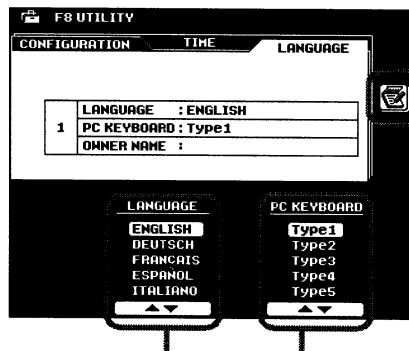 F8 UTILITY
CONFIGURATION TIME LANGUAGE
LANGUAGE : ENGLISH
1 PC KEYBOARD : Type1
OWNER NAME :
LANGUAGE PC KEYBOARD
ENGLISH Type1
DEUTSCH Type2
FRANCAIS Type3
ESPAÑOL Type4
ITALIANO Type5